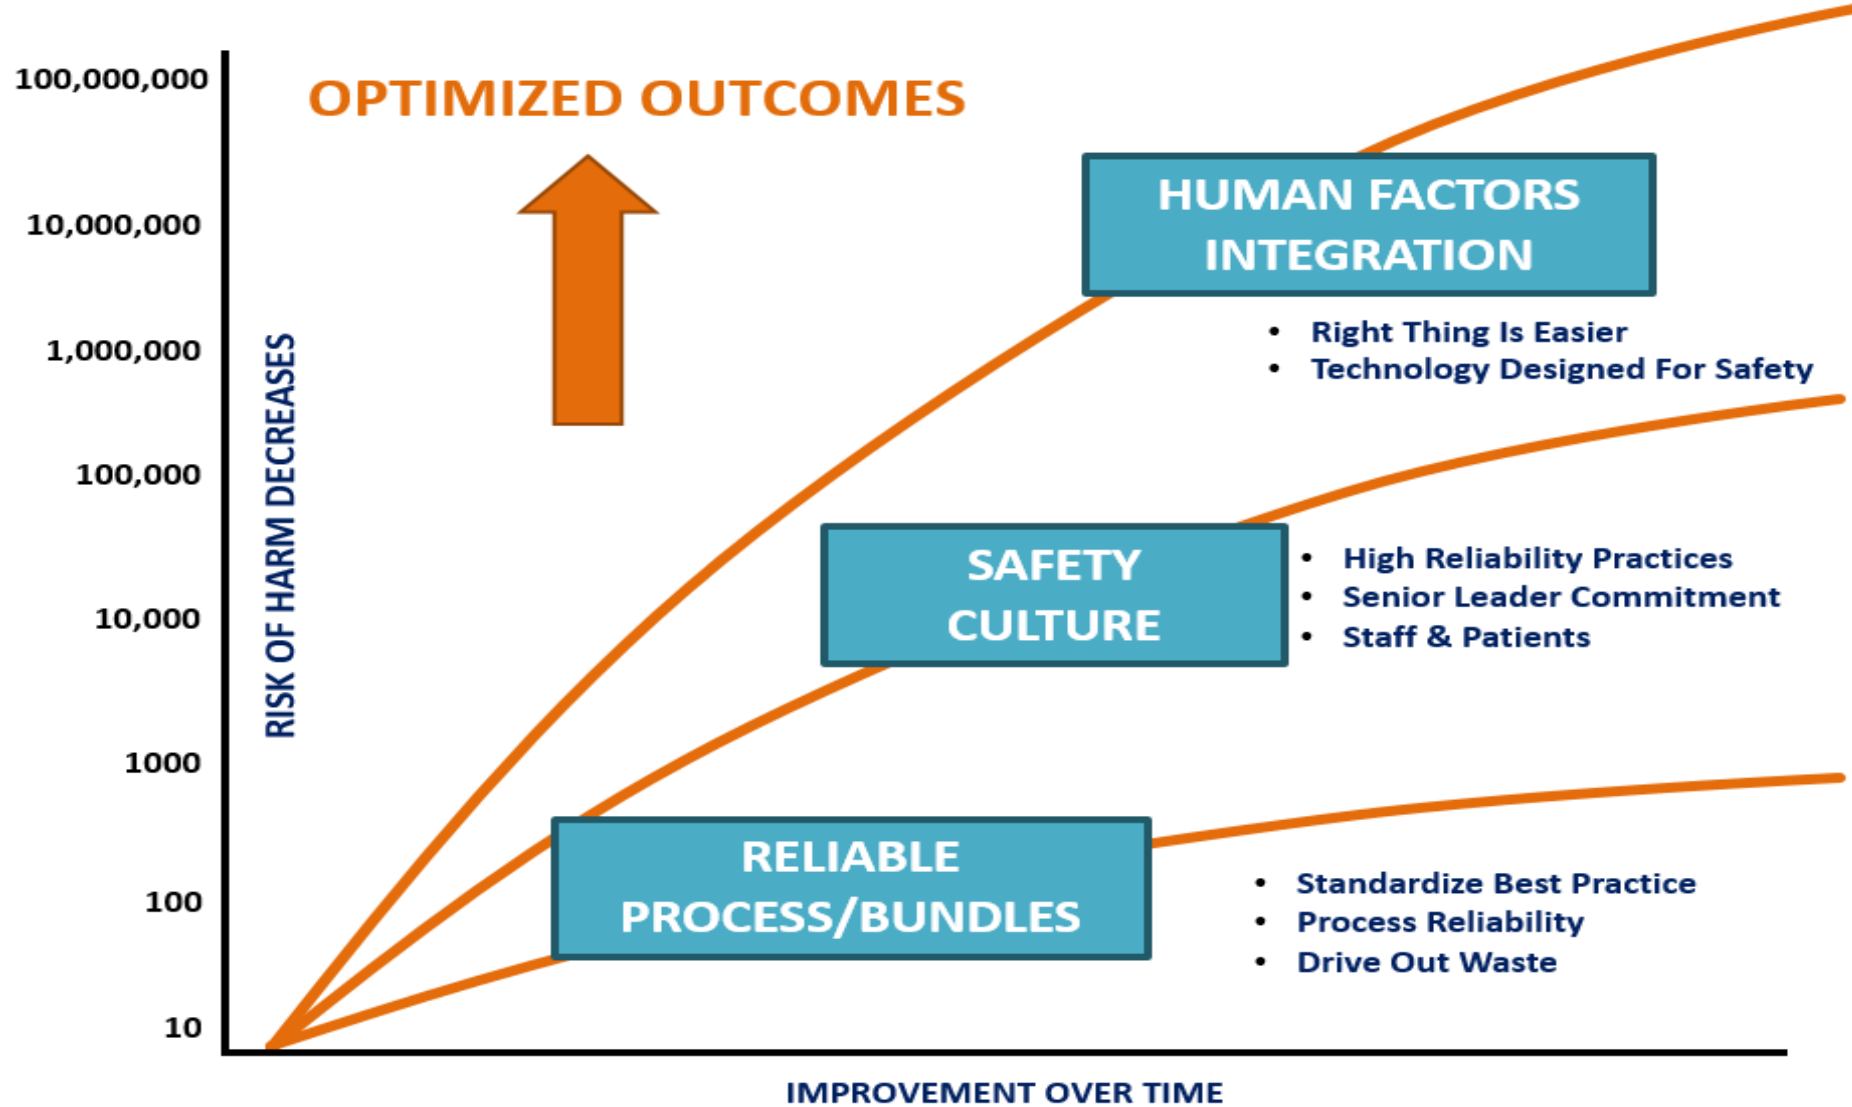 100,000,000
10,000,000
1,000,000
100,000
10,000
1000
100
10
RISK OF HARM DECREASES
OPTIMIZED OUTCOMES
HUMAN FACTORS
INTEGRATION
• Right Thing Is Easier
• Technology Designed For Safety
SAFETY
CULTURE
• High Reliability Practices
• Senior Leader Commitment
• Staff & Patients
RELIABLE
PROCESS/BUNDLES
• Standardize Best Practice
• Process Reliability
• Drive Out Waste
IMPROVEMENT OVER TIME